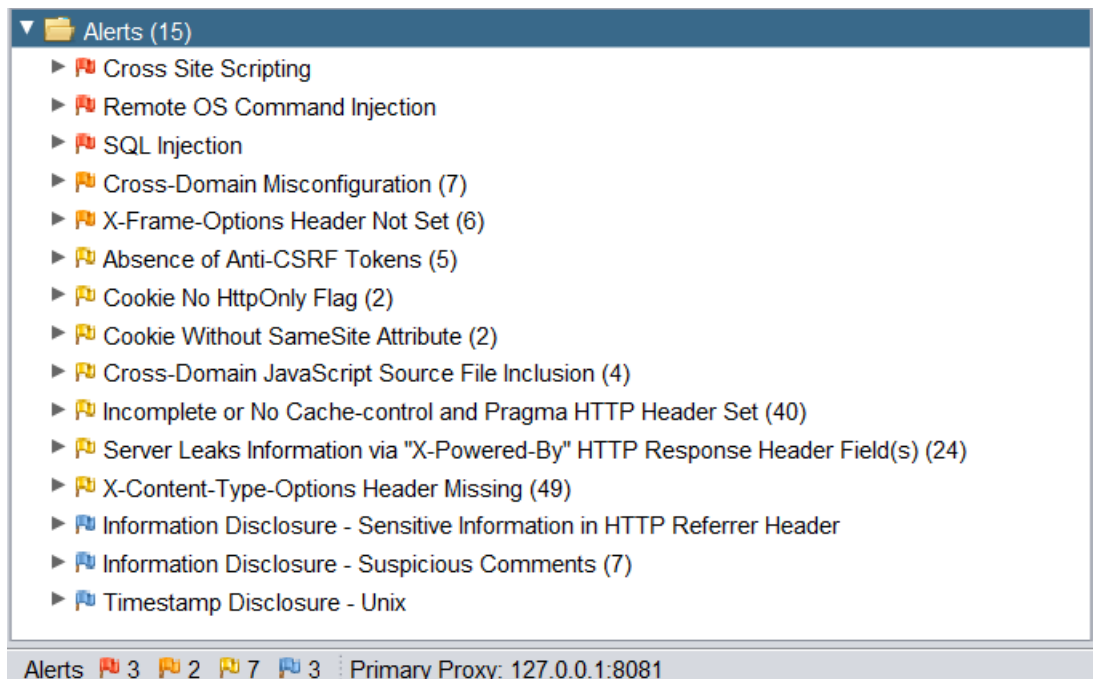 Alerts (15)
Cross Site Scripting
Remote OS Command Injection
SQL Injection
Cross-Domain Misconfiguration (7)
X-Frame-Options Header Not Set (6)
Absence of Anti-CSRF Tokens (5)
Cookie No HttpOnly Flag (2)
Cookie Without SameSite Attribute (2)
Cross-Domain JavaScript Source File Inclusion (4)
Incomplete or No Cache-control and Pragma HTTP Header Set (40)
Server Leaks Information via "X-Powered-By" HTTP Response Header Field(s) (24)
X-Content-Type-Options Header Missing (49)
Information Disclosure - Sensitive Information in HTTP Referrer Header
Information Disclosure - Suspicious Comments (7)
Timestamp Disclosure - Unix
Alerts 3 2 7 3 Primary Proxy: 127.0.0.1:8081